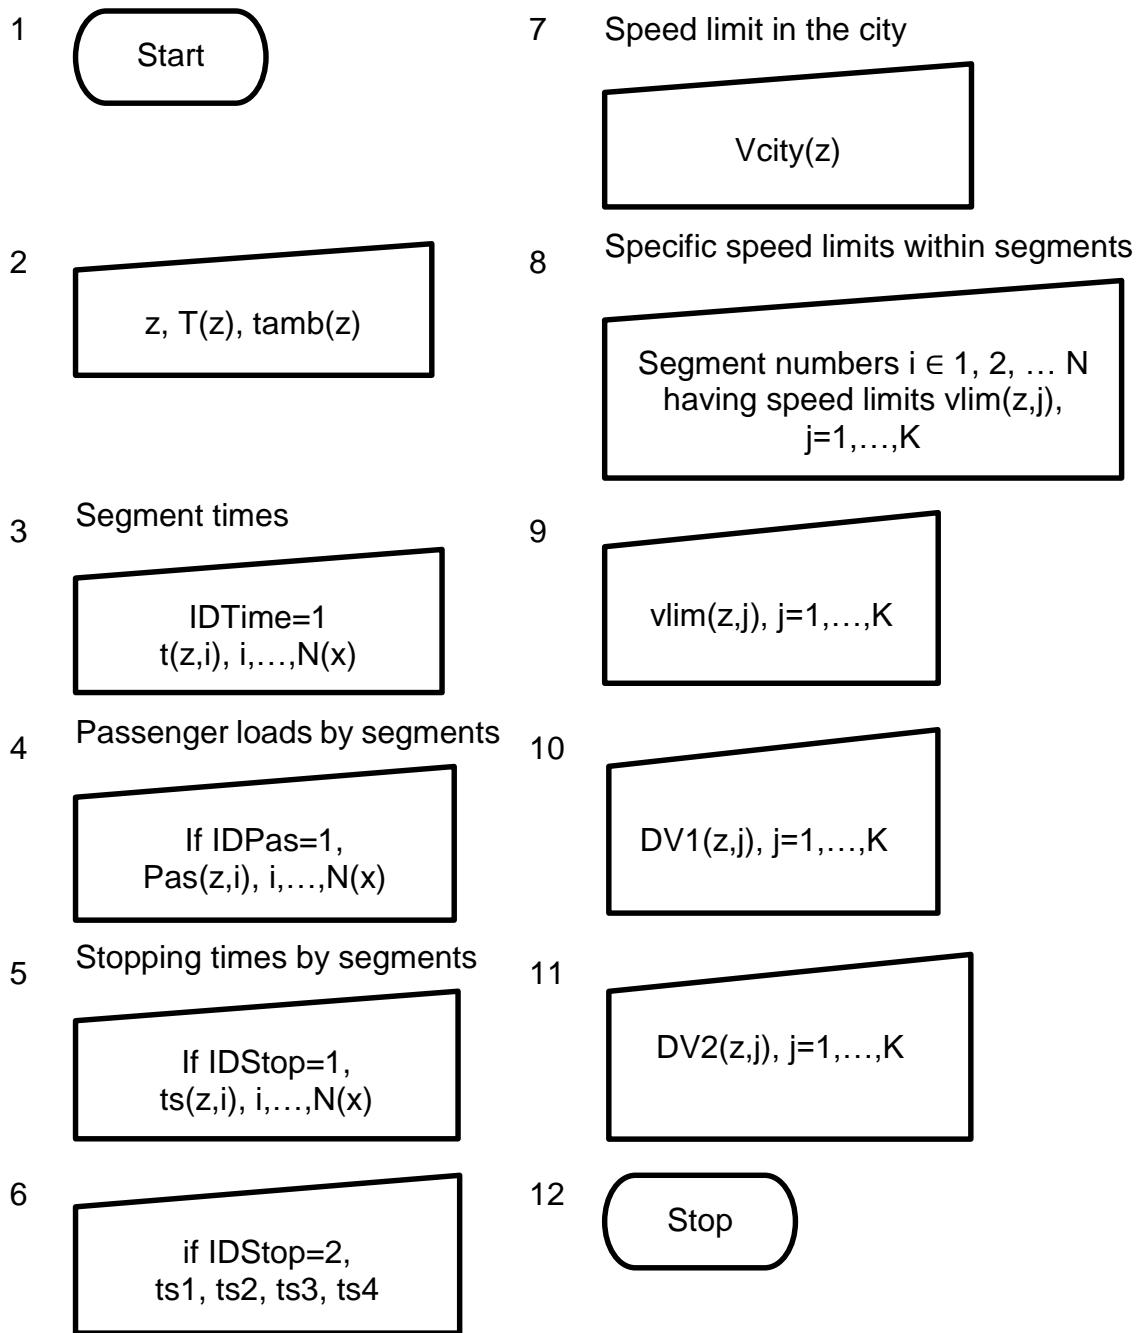 1
Start
2
z, T(z), tamb(z)
3
Segment times
IDTime=1
t(z,i), i,…,N(x)
4
Passenger loads by segments
If IDPas=1,
Pas(z,i), i,…,N(x)
5
Stopping times by segments
If IDStop=1,
ts(z,i), i,…,N(x)
6
if IDStop=2,
ts1, ts2, ts3, ts4
7
Speed limit in the city
Vcity(z)
8
Specific speed limits within segments
Segment numbers i ∈ 1, 2, … N
having speed limits vlim(z,j),
j=1,…,K
9
vlim(z,j), j=1,…,K
10
DV1(z,j), j=1,…,K
11
DV2(z,j), j=1,…,K
12
Stop